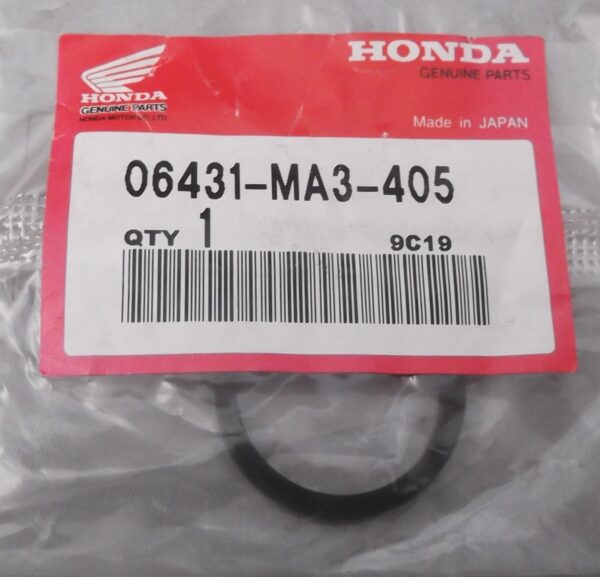 HONDA
GENUINE PARTS
HONDA MOTOR CO.,LTD.
HONDA
GENUINE PARTS
Made in JAPAN
06431-MA3-405
QTY 1 9C19